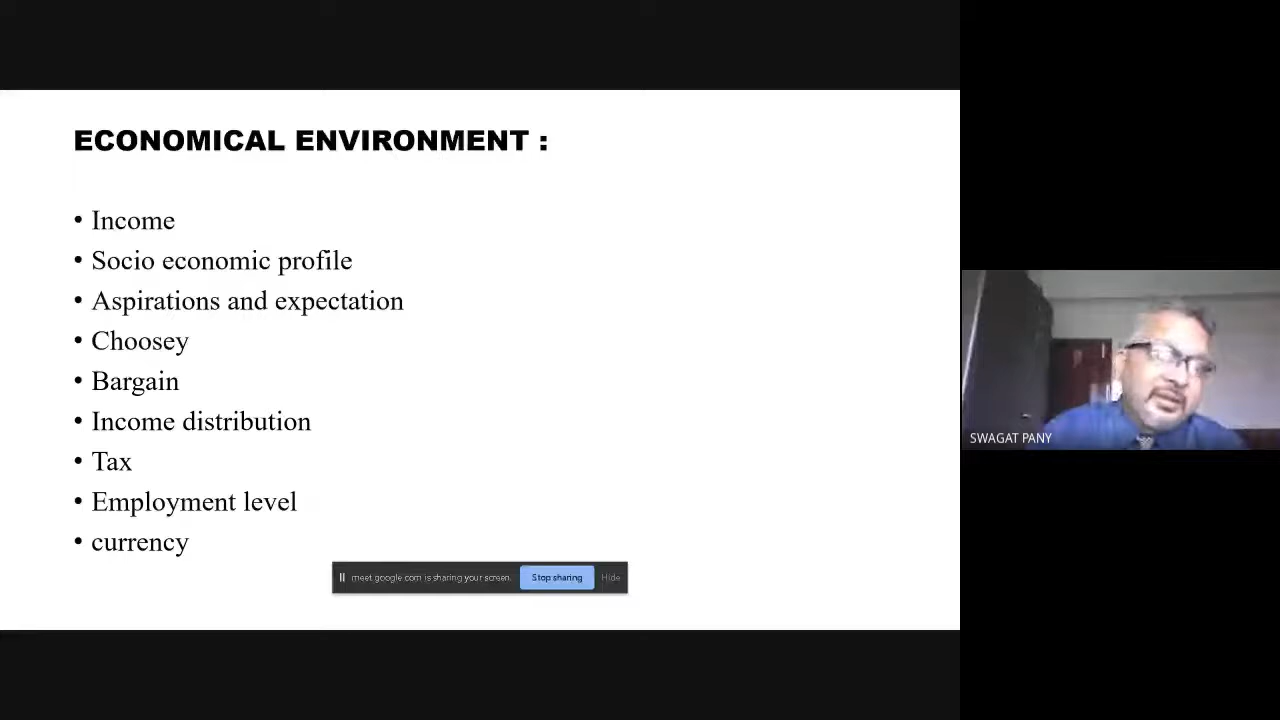 ECONOMICAL ENVIRONMENT :
• Income
• Socio economic profile
• Aspirations and expectation
• Choosey
• Bargain
• Income distribution
• Tax
• Employment level
• currency
meet.google.com is sharing your screen. Stop sharing Hide
SWAGAT PANY